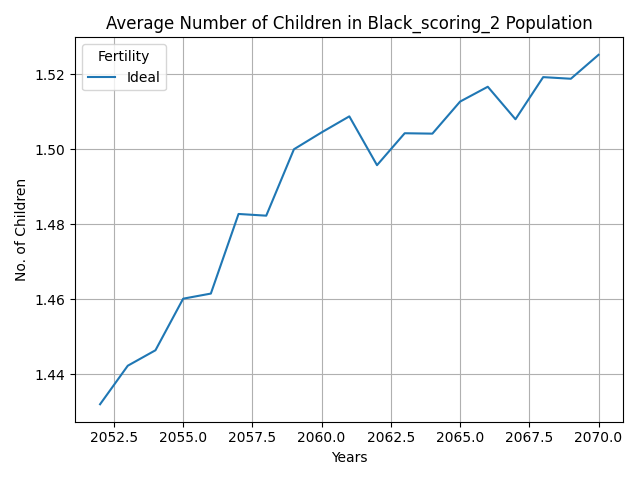 Average Number of Children in Black_scoring_2 Population
Fertility
Ideal
No. of Children
1.52
1.50
1.48
1.46
1.44
2052.5 2055.0 2057.5 2060.0 2062.5 2065.0 2067.5 2070.0
Years